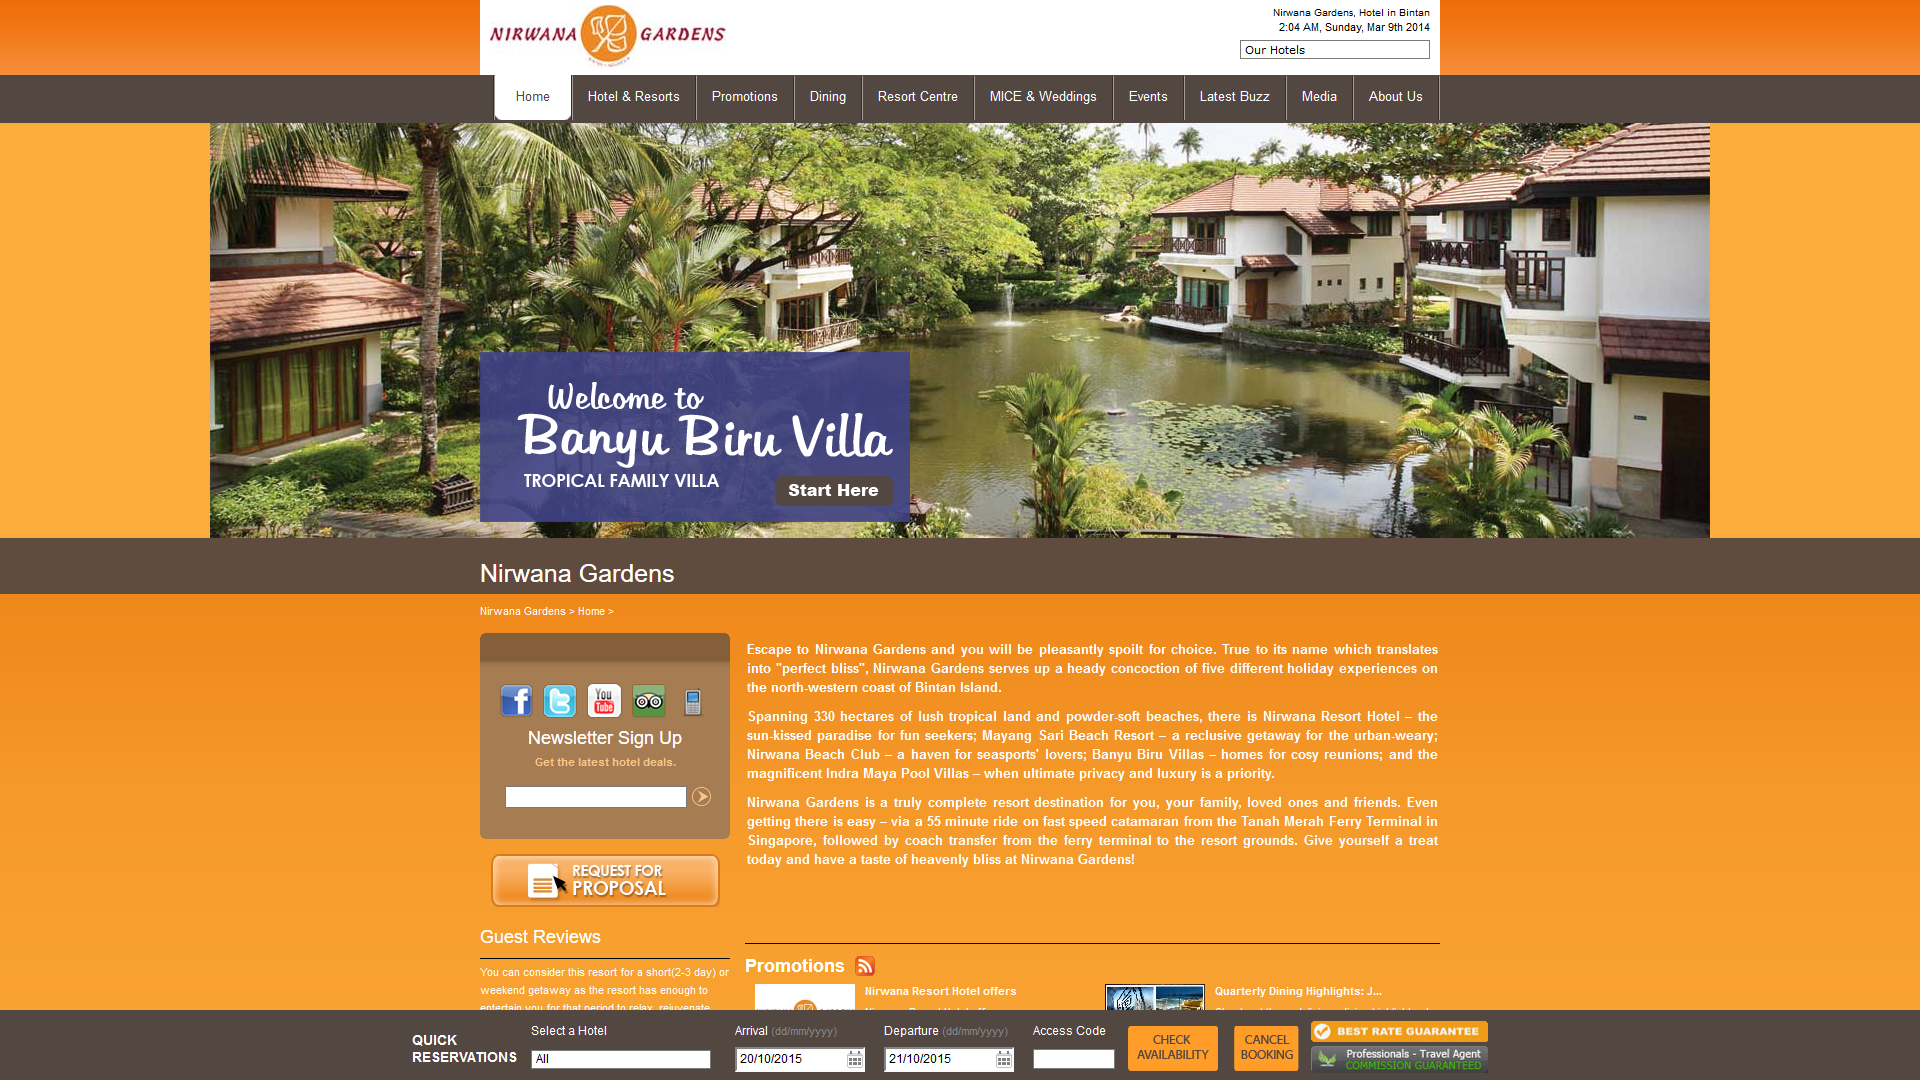 NIRWANA GARDENS
Nirwana Gardens, Hotel in Bintan
2:04 AM, Sunday, Mar 9th 2014
Our Hotels
Home Hotel & Resorts Promotions Dining Resort Centre MICE & Weddings Events Latest Buzz Media About Us
Welcome to
Banyu Biru Villa
TROPICAL FAMILY VILLA
Start Here
Nirwana Gardens
Nirwana Gardens > Home >
You
Tube
Newsletter Sign Up
Get the latest hotel deals.
REQUEST FOR
PROPOSAL
Guest Reviews
You can consider this resort for a short(2-3 day) or
weekend getaway as the resort has enough to
entertain you for that period to relax, rejuvenate
Escape to Nirwana Gardens and you will be pleasantly spoilt for choice. True to its name which translates
into "perfect bliss", Nirwana Gardens serves up a heady concoction of five different holiday experiences on
the north-western coast of Bintan Island.
Spanning 330 hectares of lush tropical land and powder-soft beaches, there is Nirwana Resort Hotel – the
sun-kissed paradise for fun seekers; Mayang Sari Beach Resort – a reclusive getaway for the urban-weary;
Nirwana Beach Club – a haven for seasports' lovers; Banyu Biru Villas – homes for cosy reunions; and the
magnificent Indra Maya Pool Villas – when ultimate privacy and luxury is a priority.
Nirwana Gardens is a truly complete resort destination for you, your family, loved ones and friends. Even
getting there is easy – via a 55 minute ride on fast speed catamaran from the Tanah Merah Ferry Terminal in
Singapore, followed by coach transfer from the ferry terminal to the resort grounds. Give yourself a treat
today and have a taste of heavenly bliss at Nirwana Gardens!
Promotions
Nirwana Resort Hotel offers
Quarterly Dining Highlights: J...
QUICK
RESERVATIONS
Select a Hotel
All
Arrival (dd/mm/yyyy)
20/10/2015
Departure (dd/mm/yyyy)
21/10/2015
Access Code
CHECK
AVAILABILITY
CANCEL
BOOKING
BEST RATE GUARANTEE
Professionals - Travel Agent
COMMISSION GUARANTEED